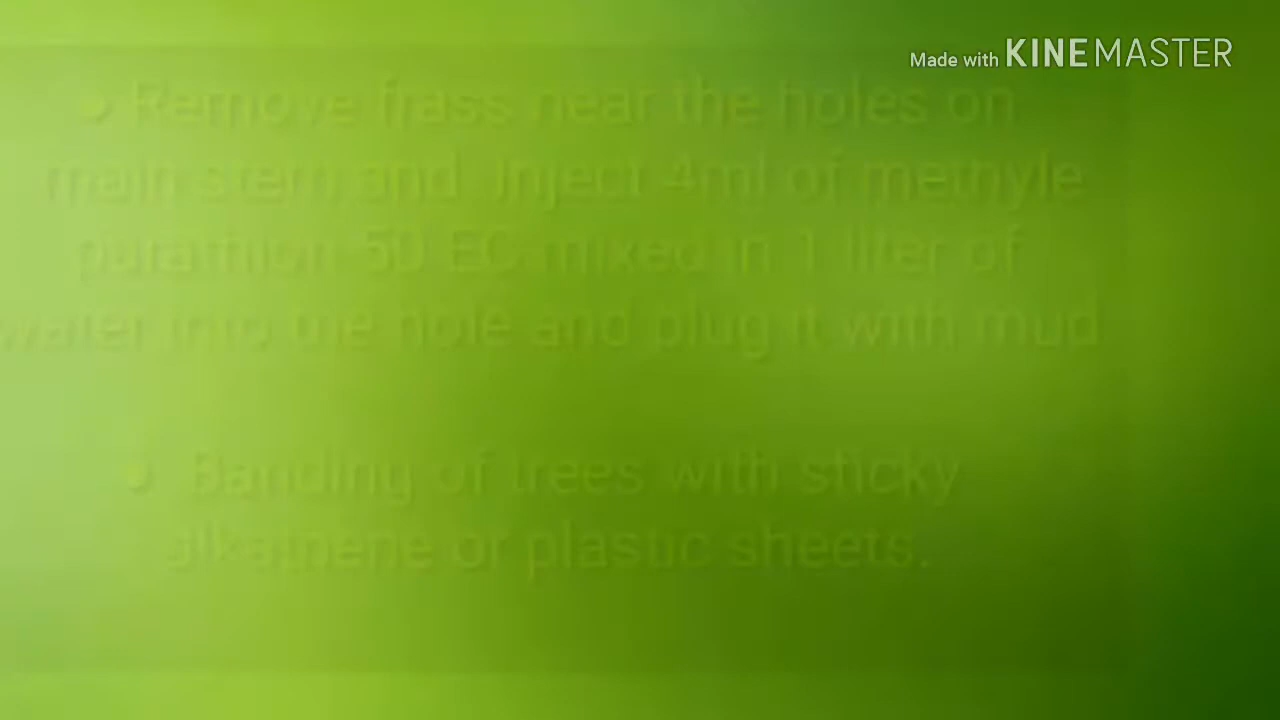 Made with KINEMASTER
• Remove frass near the holes on
main stem and Inject 4ml of methyle
parathion 50 EC mixed in 1 liter of
water into the hole and plug it with mud
• Banding of trees with sticky
alkathene or plastic sheets.